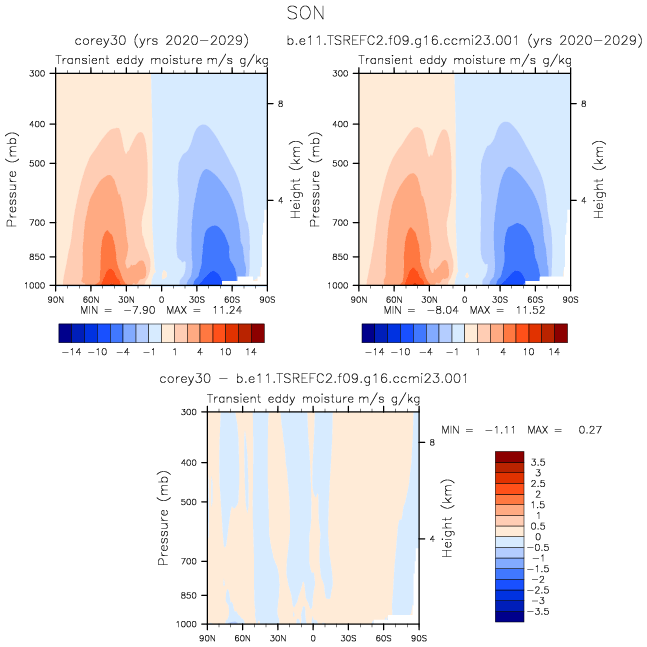 SON
corey30 (yrs 2020-2029)
b.e11.TSREFC2.f09.g16.ccmi23.001 (yrs 2020-2029)
Transient eddy moisture m/s g/kg
Transient eddy moisture m/s g/kg
300
400
500
700
850
1000
Pressure (mb)
8
4
Height (km)
90N 60N 30N 0 30S 60S 90S
MIN = -7.90 MAX = 11.24
-14 -10 -4 -1 1 4 10 14
300
400
500
700
850
1000
Pressure (mb)
8
4
Height (km)
90N 60N 30N 0 30S 60S 90S
MIN = -8.04 MAX = 11.52
-14 -10 -4 -1 1 4 10 14
corey30 - b.e11.TSREFC2.f09.g16.ccmi23.001
Transient eddy moisture m/s g/kg
300
400
500
700
850
1000
Pressure (mb)
8
4
Height (km)
90N 60N 30N 0 30S 60S 90S
MIN = -1.11 MAX = 0.27
3.5
3
2.5
2
1.5
1
0.5
0
-0.5
-1
-1.5
-2
-2.5
-3
-3.5